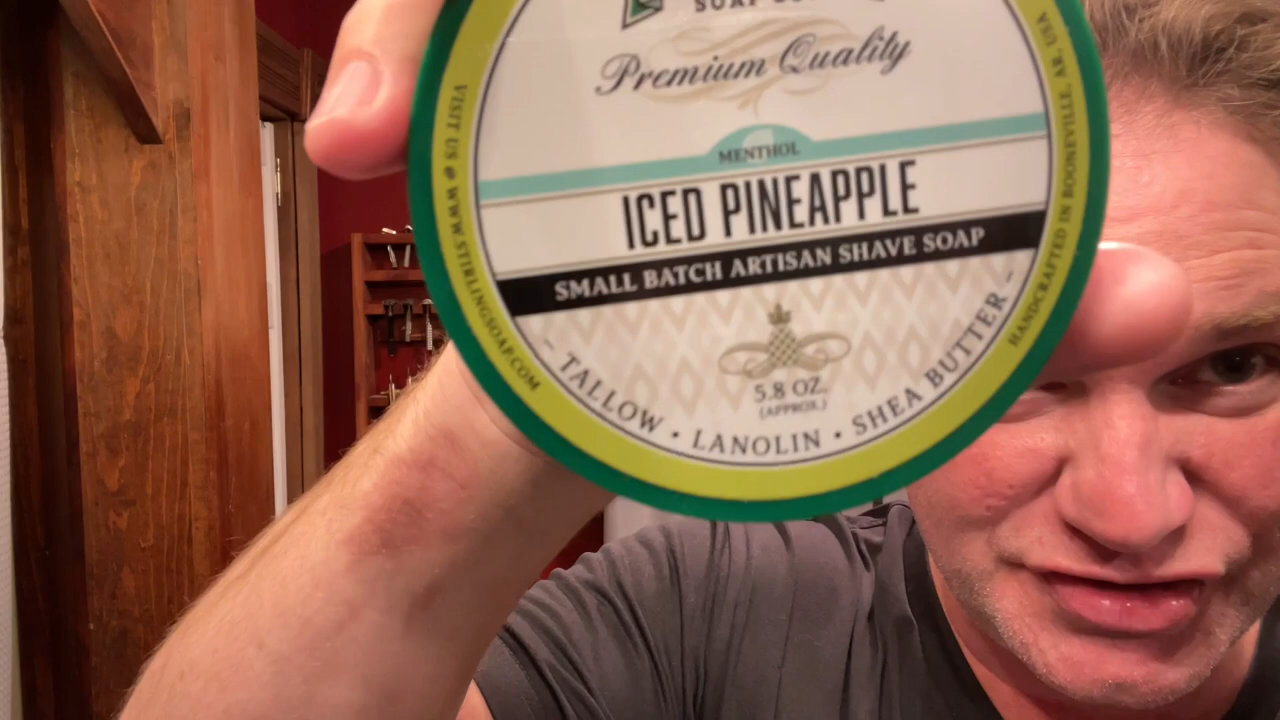 SOAP
Premium Quality
MENTHOL
ICED PINEAPPLE
SMALL BATCH ARTISAN SHAVE SOAP
5.8 OZ.
(APPROX.)
- TALLOW • LANOLIN • SHEA BUTTER -
VISIT US @ WWW.STIRLINGSOAP.COM
HANDCRAFTED IN BOONEVILLE, AR, USA